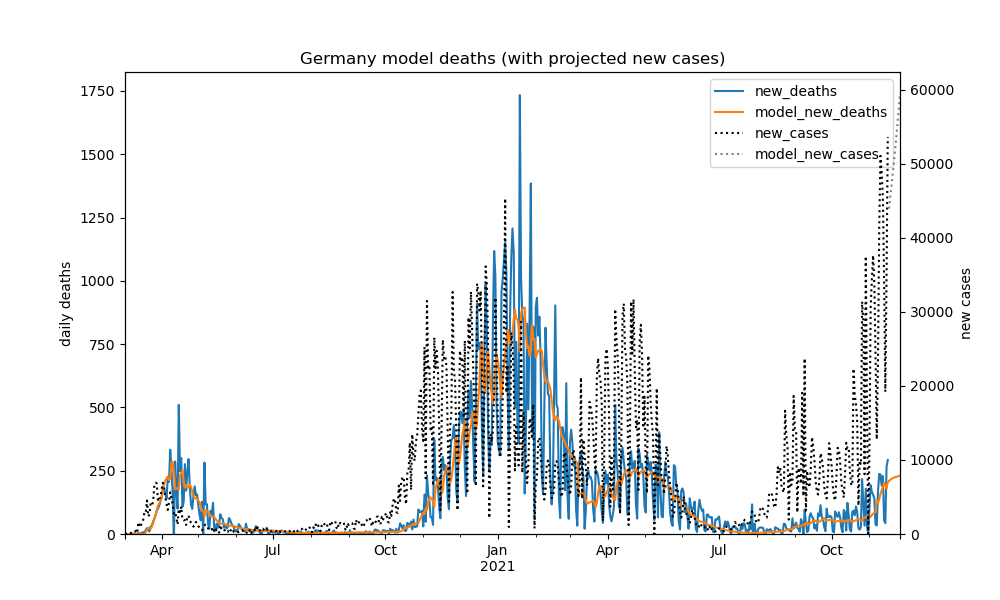 Germany model deaths (with projected new cases)
new_deaths
model_new_deaths
new_cases
model_new_cases
daily deaths
1750
1500
1250
1000
750
500
250
0
60000
50000
40000
30000
20000
10000
0
new cases
Apr
Jul
Oct
Jan
2021
Apr
Jul
Oct